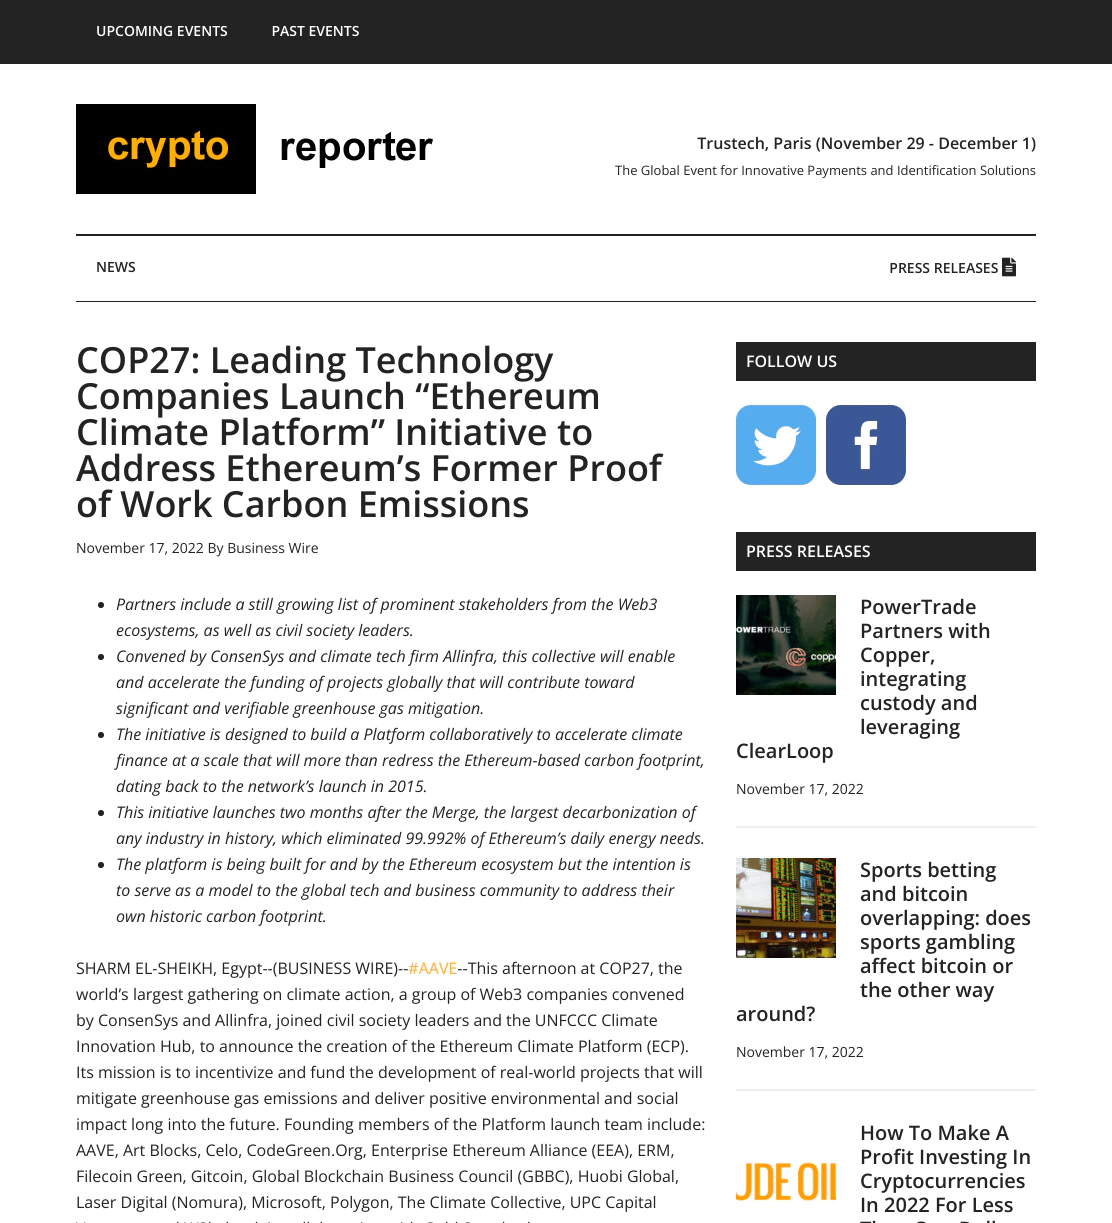 UPCOMING EVENTS
PAST EVENTS
crypto reporter
Trustech, Paris (November 29 - December 1)
The Global Event for Innovative Payments and Identification Solutions
NEWS
PRESS RELEASES
COP27: Leading Technology
Companies Launch “Ethereum
Climate Platform” Initiative to
Address Ethereum’s Former Proof
of Work Carbon Emissions
November 17, 2022 By Business Wire
Partners include a still growing list of prominent stakeholders from the Web3
ecosystems, as well as civil society leaders.
Convened by ConsenSys and climate tech firm Allinfra, this collective will enable
and accelerate the funding of projects globally that will contribute toward
significant and verifiable greenhouse gas mitigation.
The initiative is designed to build a Platform collaboratively to accelerate climate
finance at a scale that will more than redress the Ethereum-based carbon footprint,
dating back to the network’s launch in 2015.
This initiative launches two months after the Merge, the largest decarbonization of
any industry in history, which eliminated 99.992% of Ethereum’s daily energy needs.
The platform is being built for and by the Ethereum ecosystem but the intention is
to serve as a model to the global tech and business community to address their
own historic carbon footprint.
SHARM EL-SHEIKH, Egypt--(BUSINESS WIRE)--#AAVE--This afternoon at COP27, the
world’s largest gathering on climate action, a group of Web3 companies convened
by ConsenSys and Allinfra, joined civil society leaders and the UNFCCC Climate
Innovation Hub, to announce the creation of the Ethereum Climate Platform (ECP).
Its mission is to incentivize and fund the development of real-world projects that will
mitigate greenhouse gas emissions and deliver positive environmental and social
impact long into the future. Founding members of the Platform launch team include:
AAVE, Art Blocks, Celo, CodeGreen.Org, Enterprise Ethereum Alliance (EEA), ERM,
Filecoin Green, Gitcoin, Global Blockchain Business Council (GBBC), Huobi Global,
Laser Digital (Nomura), Microsoft, Polygon, The Climate Collective, UPC Capital
FOLLOW US
PRESS RELEASES
OWERTRADE
coppe
PowerTrade
Partners with
Copper,
integrating
custody and
leveraging
ClearLoop
November 17, 2022
Sports betting
and bitcoin
overlapping: does
sports gambling
affect bitcoin or
the other way
around?
November 17, 2022
UDE OIL
How To Make A
Profit Investing In
Cryptocurrencies
In 2022 For Less